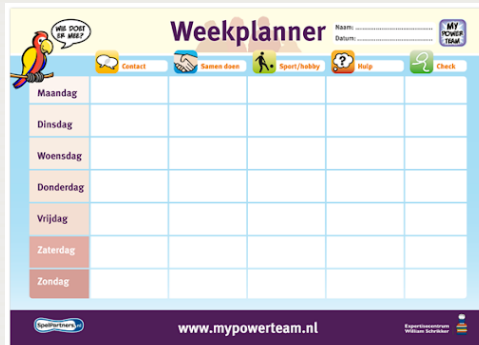 WIE DOET
ER MEE?
Weekplanner
Naam:
Datum:
MY
POWER
TEAM
Contact
Samen doen
Sport/hobby
Hulp
Check
Maandag
Dinsdag
Woensdag
Donderdag
Vrijdag
Zaterdag
Zondag
SpelPartners.nl
www.mypowerteam.nl
Expertisecentrum
William Schrikker